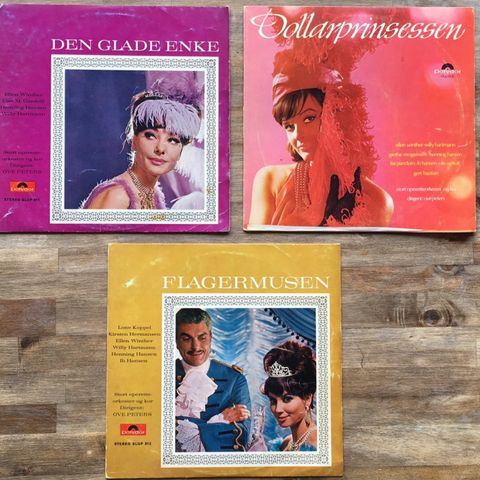 DEN GLADE ENKE
Ellen Winther
Henning Hansen
Willy Hartmann
Stort operette-
orkester og kor
Dirigent:
OVE PETERS
Polydor
STEREO SLEP
Dollarprinsessen
Polydor
ellen winther willy hartmann
stort operetteorkester og kor
dirigent: ove peters
FLAGERMUSEN
Lone Koppel
Kirsten Hermansen
Ellen Winther
Willy Hartmann
Henning Hansen
Ib Hansen
Stort operette-
orkester og kor
Dirigent:
OVE PETERS
Polydor
STEREO SLEP